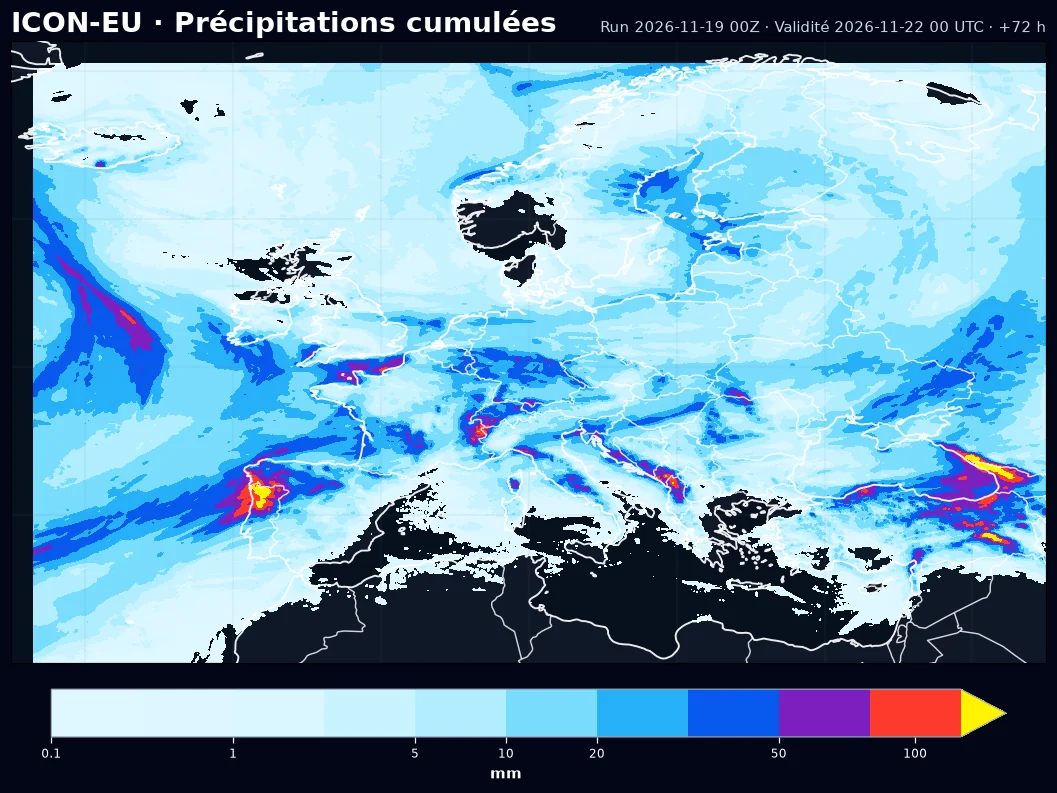 ICON-EU · Précipitations cumulées
Run 2026-11-19 00Z · Validité 2026-11-22 00 UTC · +72 h
0.1 1 5 10 20 50 100
mm